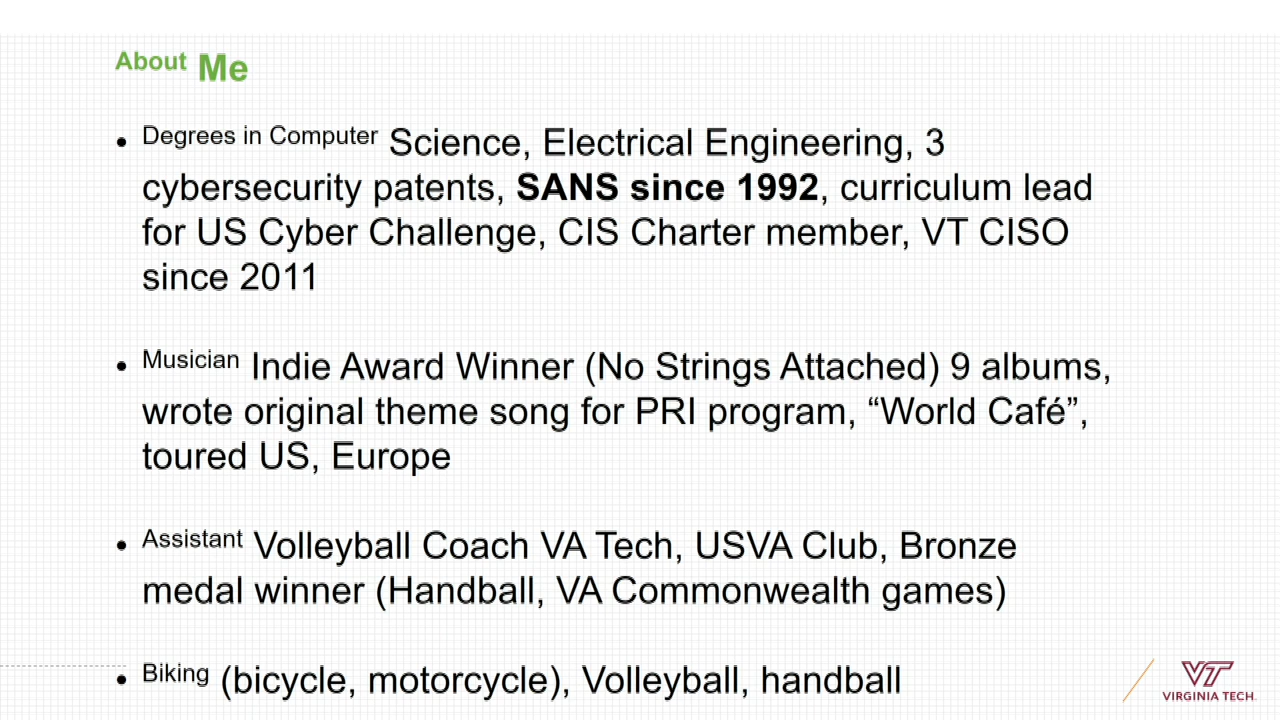 About Me
• Degrees in Computer Science, Electrical Engineering, 3
cybersecurity patents, SANS since 1992, curriculum lead
for US Cyber Challenge, CIS Charter member, VT CISO
since 2011
• Musician Indie Award Winner (No Strings Attached) 9 albums,
wrote original theme song for PRI program, “World Café”,
toured US, Europe
• Assistant Volleyball Coach VA Tech, USVA Club, Bronze
medal winner (Handball, VA Commonwealth games)
• Biking (bicycle, motorcycle), Volleyball, handball
VT
VIRGINIA TECH